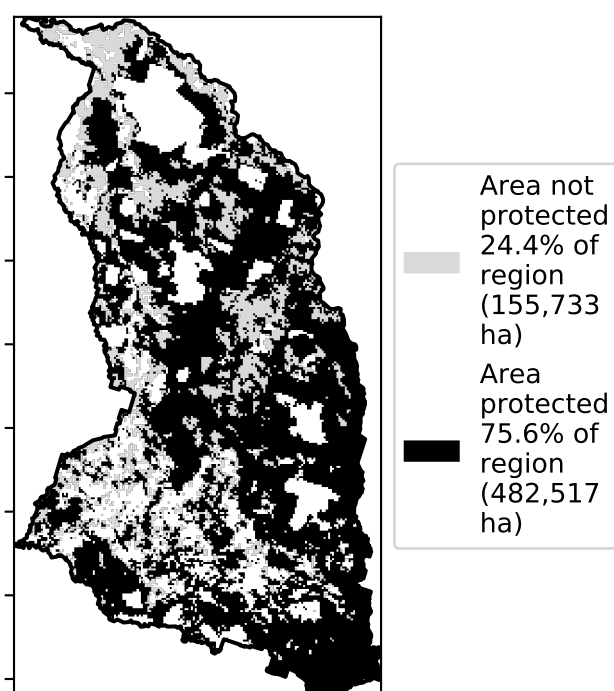 Area not
protected
24.4% of
region
(155,733
ha)
Area
protected
75.6% of
region
(482,517
ha)